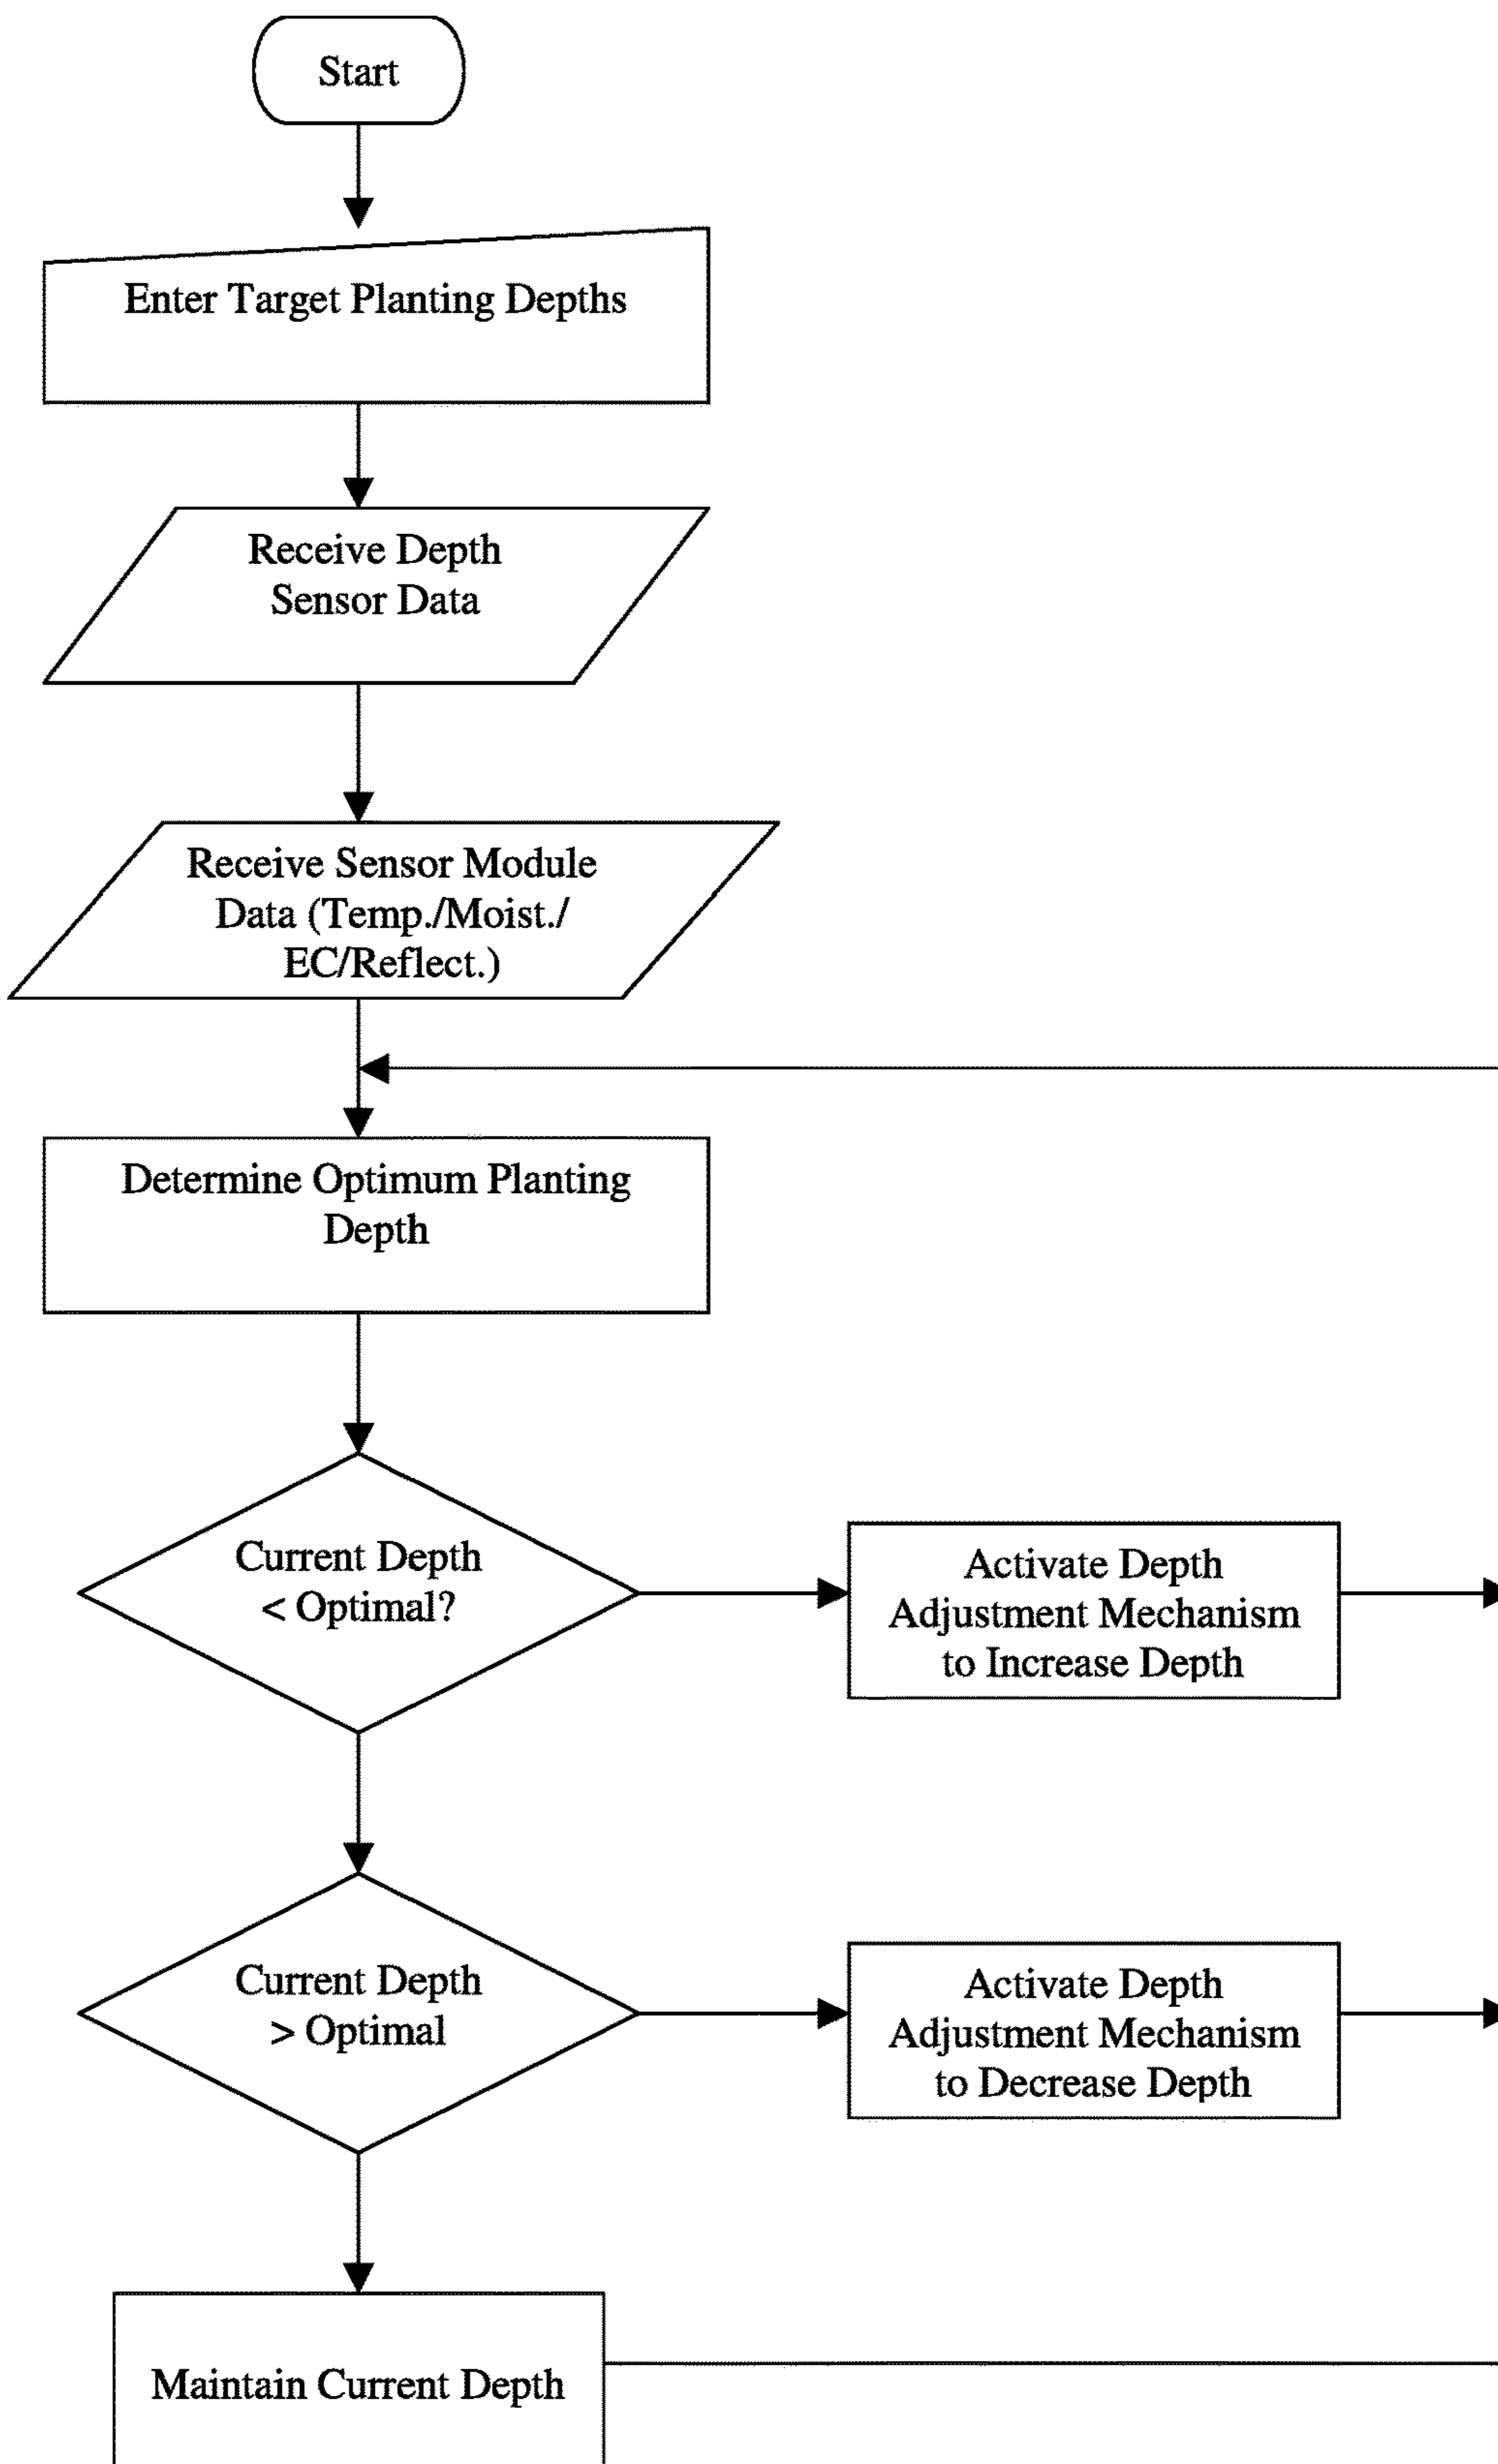 Start
Enter Target Planting Depths
Receive Depth
Sensor Data
Receive Sensor Module
Data (Temp./Moist./
EC/Reflect.)
Determine Optimum Planting
Depth
Current Depth
< Optimal?
Activate Depth
Adjustment Mechanism
to Increase Depth
Current Depth
> Optimal
Activate Depth
Adjustment Mechanism
to Decrease Depth
Maintain Current Depth